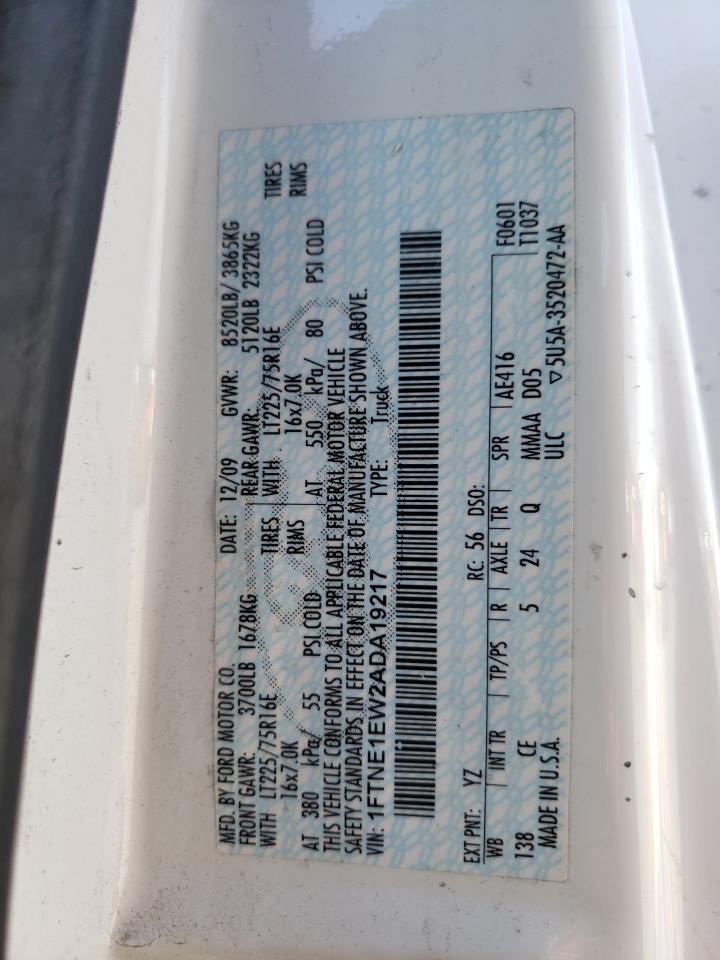 MFD. BY FORD MOTOR CO. DATE: 12/09 GVWR: 8520LB/ 3865KG
FRONT GAWR: 3700LB 1678KG REAR GAWR: 5120LB 2322KG
WITH LT225/75R16E TIRES WITH LT225/75R16E TIRES
16x7.0K RIMS 16x7.0K RIMS
AT 380 kPa/ 55 PSI COLD AT 550 kPa/ 80 PSI COLD
THIS VEHICLE CONFORMS TO ALL APPLICABLE FEDERAL MOTOR VEHICLE
SAFETY STANDARDS IN EFFECT ON THE DATE OF MANUFACTURE SHOWN ABOVE.
VIN: 1FTNE1EW2ADA19217 TYPE: Truck
F0601
T1037
EXT PNT: YZ RC: 56 DSO:
WB INT TR TP/PS R AXLE TR SPR AE416
138 CE 5 24 Q MMAA D05
MADE IN U.S.A. ULC ▽5U5A-3520472-AA